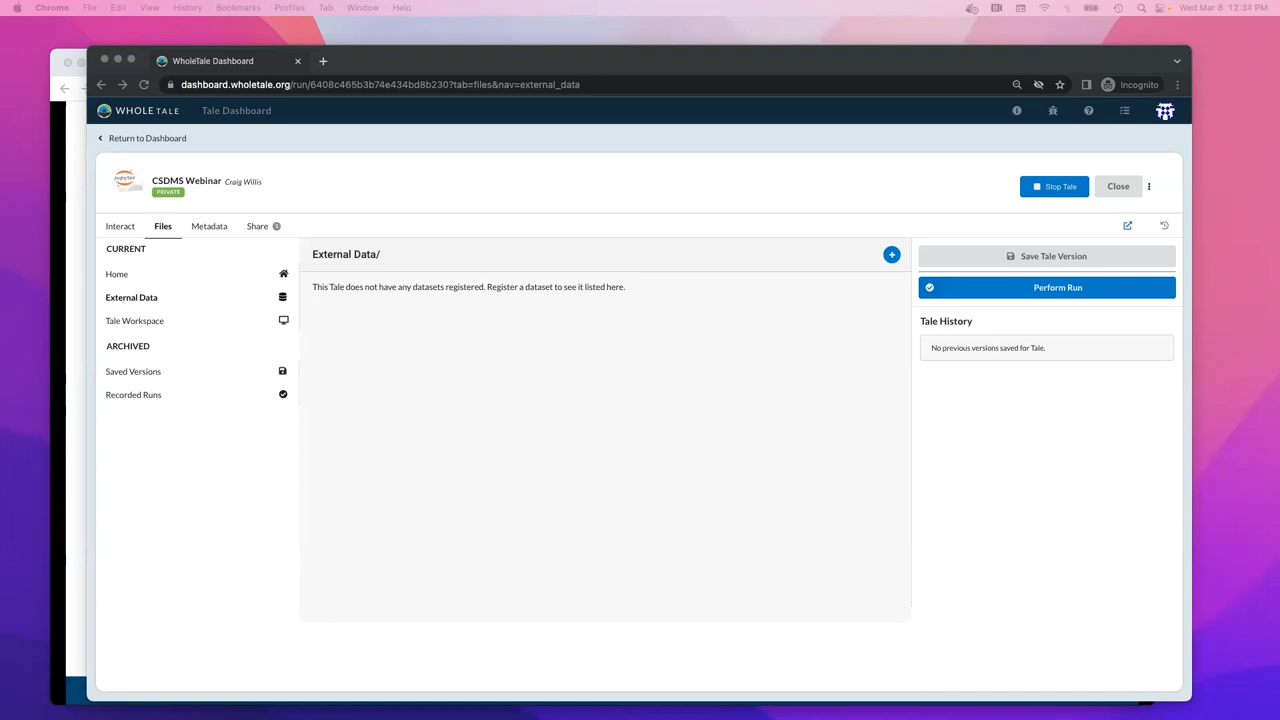 Chrome File Edit View History Bookmarks Profiles Tab Window Help Wed Mar 8 12:34 PM
WholeTale Dashboard
dashboard.wholetale.org/run/6408c465b3b74e434bd8b230?tab=files&nav=external_data Incognito
WHOLE TALE Tale Dashboard
Return to Dashboard
jupyter CSDMS Webinar Craig Willis
PRIVATE
Stop Tale Close
Interact Files Metadata Share 1
CURRENT
Home
External Data
Tale Workspace
ARCHIVED
Saved Versions
Recorded Runs
External Data/
This Tale does not have any datasets registered. Register a dataset to see it listed here.
Save Tale Version
Perform Run
Tale History
No previous versions saved for Tale.